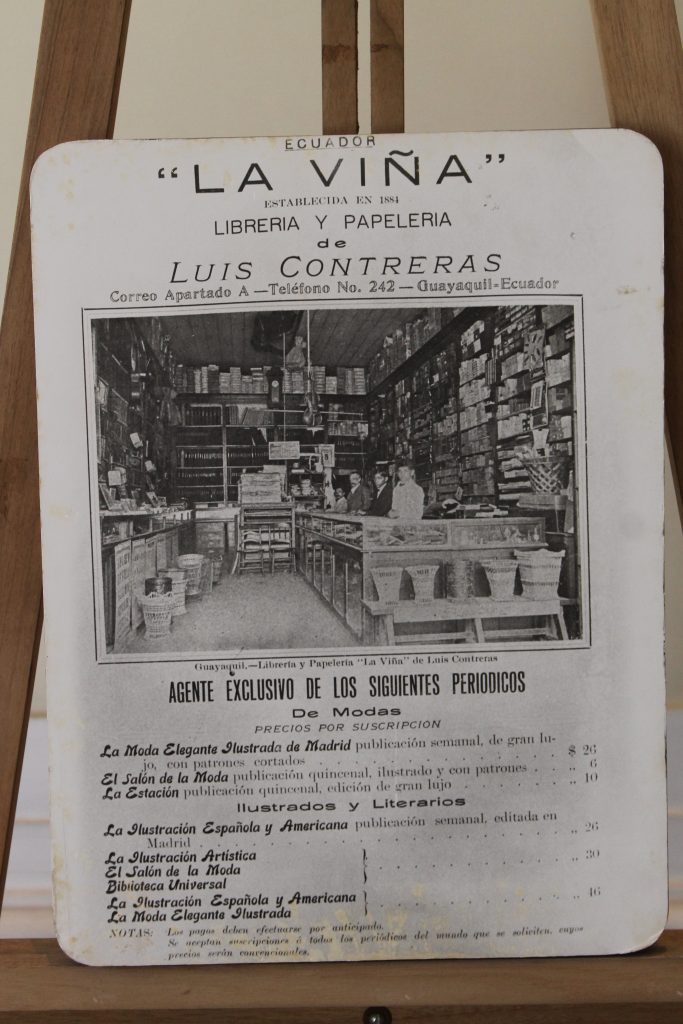 ECUADOR
"LA VIÑA"
ESTABLECIDA EN 1884
LIBRERIA Y PAPELERIA
de
LUIS CONTRERAS
Correo Apartado A — Teléfono No. 242 — Guayaquil-Ecuador
Guayaquil.—Librería y Papelería "La Viña" de Luis Contreras
AGENTE EXCLUSIVO DE LOS SIGUIENTES PERIODICOS
De Modas
PRECIOS POR SUSCRIPCION
La Moda Elegante Ilustrada de Madrid publicación semanal, de gran lu-
jo, con patrones cortados . . . . . . . . . . $ 26
El Salón de la Moda publicación quincenal, ilustrado y con patrones . . ,, 6
La Estación publicación quincenal, edición de gran lujo . . . . . ,, 10
Ilustrados y Literarios
La Ilustración Española y Americana publicación semanal, editada en
Madrid . . . . . . . . . . ,, 26
La Ilustración Artística
El Salón de la Moda . . . . . . ,, 30
Biblioteca Universal
La Ilustración Española y Americana . . . . . . ,, 46
La Moda Elegante Ilustrada
NOTAS: Los pagos deben efectuarse por anticipado.
Se aceptan suscripciones á todos los periódicos del mundo que se soliciten, cuyos
precios serán convencionales.